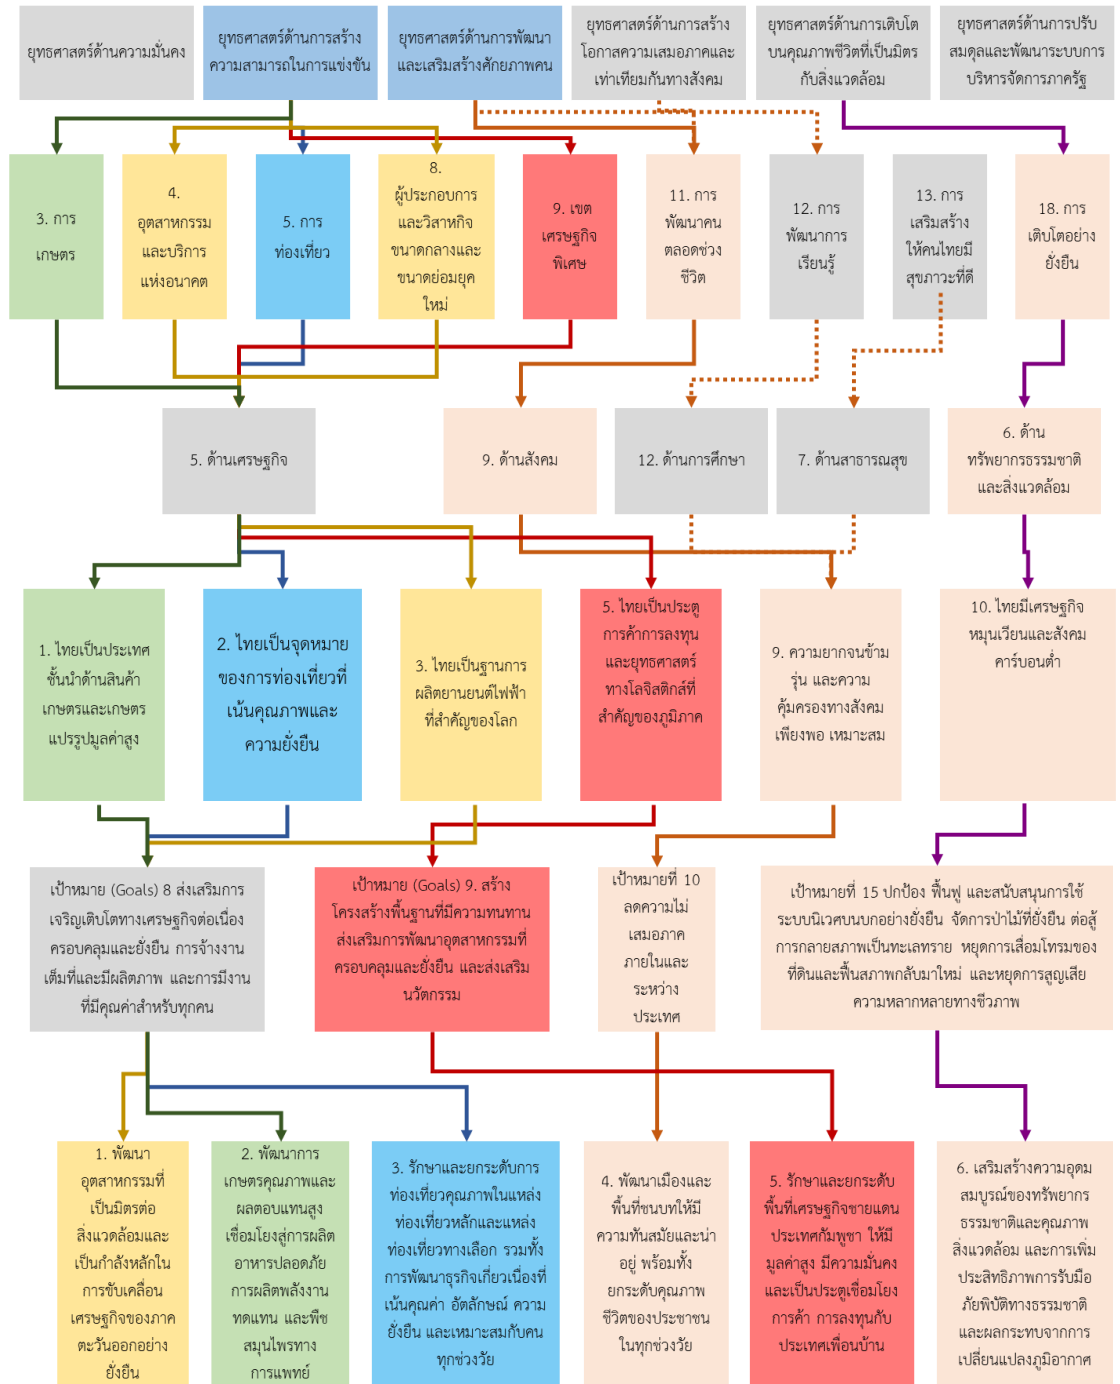 ยุทธศาสตร์ด้านความมั่นคง
ยุทธศาสตร์ด้านการสร้าง
ความสามารถในการแข่งขัน
ยุทธศาสตร์ด้านการพัฒนา
และเสริมสร้างศักยภาพคน
ยุทธศาสตร์ด้านการสร้าง
โอกาสความเสมอภาคและ
เท่าเทียมกันทางสังคม
ยุทธศาสตร์ด้านการเติบโต
บนคุณภาพชีวิตที่เป็นมิตร
กับสิ่งแวดล้อม
ยุทธศาสตร์ด้านการปรับ
สมดุลและพัฒนาระบบการ
บริหารจัดการภาครัฐ
3. การ
เกษตร
4.
อุตสาหกรรม
และบริการ
แห่งอนาคต
5. การ
ท่องเที่ยว
8.
ผู้ประกอบการ
และวิสาหกิจ
ขนาดกลางและ
ขนาดย่อมยุค
ใหม่
9. เขต
เศรษฐกิจ
พิเศษ
11. การ
พัฒนาคน
ตลอดช่วง
ชีวิต
12. การ
พัฒนาการ
เรียนรู้
13. การ
เสริมสร้าง
ให้คนไทยมี
สุขภาวะที่ดี
18. การ
เติบโตอย่าง
ยั่งยืน
5. ด้านเศรษฐกิจ
9. ด้านสังคม
12. ด้านการศึกษา
7. ด้านสาธารณสุข
6. ด้าน
ทรัพยากรธรรมชาติ
และสิ่งแวดล้อม
1. ไทยเป็นประเทศ
ชั้นนำด้านสินค้า
เกษตรและเกษตร
แปรรูปมูลค่าสูง
2. ไทยเป็นจุดหมาย
ของการท่องเที่ยวที่
เน้นคุณภาพและ
ความยั่งยืน
3. ไทยเป็นฐานการ
ผลิตยานยนต์ไฟฟ้า
ที่สำคัญของโลก
5. ไทยเป็นประตู
การค้าการลงทุน
และยุทธศาสตร์
ทางโลจิสติกส์ที่
สำคัญของภูมิภาค
9. ความยากจนข้าม
รุ่น และความ
คุ้มครองทางสังคม
เพียงพอ เหมาะสม
10. ไทยมีเศรษฐกิจ
หมุนเวียนและสังคม
คาร์บอนต่ำ
เป้าหมาย (Goals) 8 ส่งเสริมการ
เจริญเติบโตทางเศรษฐกิจต่อเนื่อง
ครอบคลุมและยั่งยืน การจ้างงาน
เต็มที่และมีผลิตภาพ และการมีงาน
ที่มีคุณค่าสำหรับทุกคน
เป้าหมาย (Goals) 9. สร้าง
โครงสร้างพื้นฐานที่มีความทนทาน
ส่งเสริมการพัฒนาอุตสาหกรรมที่
ครอบคลุมและยั่งยืน และส่งเสริม
นวัตกรรม
เป้าหมายที่ 10
ลดความไม่
เสมอภาค
ภายในและ
ระหว่าง
ประเทศ
เป้าหมายที่ 15 ปกป้อง ฟื้นฟู และสนับสนุนการใช้
ระบบนิเวศบนบกอย่างยั่งยืน จัดการป่าไม้ที่ยั่งยืน ต่อสู้
การกลายสภาพเป็นทะเลทราย หยุดการเสื่อมโทรมของ
ที่ดินและฟื้นสภาพกลับมาใหม่ และหยุดการสูญเสีย
ความหลากหลายทางชีวภาพ
1. พัฒนา
อุตสาหกรรมที่
เป็นมิตรต่อ
สิ่งแวดล้อมและ
เป็นกำลังหลักใน
การขับเคลื่อน
เศรษฐกิจของภาค
ตะวันออกอย่าง
ยั่งยืน
2. พัฒนาการ
เกษตรคุณภาพและ
ผลตอบแทนสูง
เชื่อมโยงสู่การผลิต
อาหารปลอดภัย
การผลิตพลังงาน
ทดแทน และพืช
สมุนไพรทาง
การแพทย์
3. รักษาและยกระดับการ
ท่องเที่ยวคุณภาพในแหล่ง
ท่องเที่ยวหลักและแหล่ง
ท่องเที่ยวทางเลือก รวมทั้ง
การพัฒนาธุรกิจเกี่ยวเนื่องที่
เน้นคุณค่า อัตลักษณ์ ความ
ยั่งยืน และเหมาะสมกับคน
ทุกช่วงวัย
4. พัฒนาเมืองและ
พื้นที่ชนบทให้มี
ความทันสมัยและน่า
อยู่ พร้อมทั้ง
ยกระดับคุณภาพ
ชีวิตของประชาชน
ในทุกช่วงวัย
5. รักษาและยกระดับ
พื้นที่เศรษฐกิจชายแดน
ประเทศกัมพูชา ให้มี
มูลค่าสูง มีความมั่นคง
และเป็นประตูเชื่อมโยง
การค้า การลงทุนกับ
ประเทศเพื่อนบ้าน
6. เสริมสร้างความอุดม
สมบูรณ์ของทรัพยากร
ธรรมชาติและคุณภาพ
สิ่งแวดล้อม และการเพิ่ม
ประสิทธิภาพการรับมือ
ภัยพิบัติทางธรรมชาติ
และผลกระทบจากการ
เปลี่ยนแปลงภูมิอากาศ